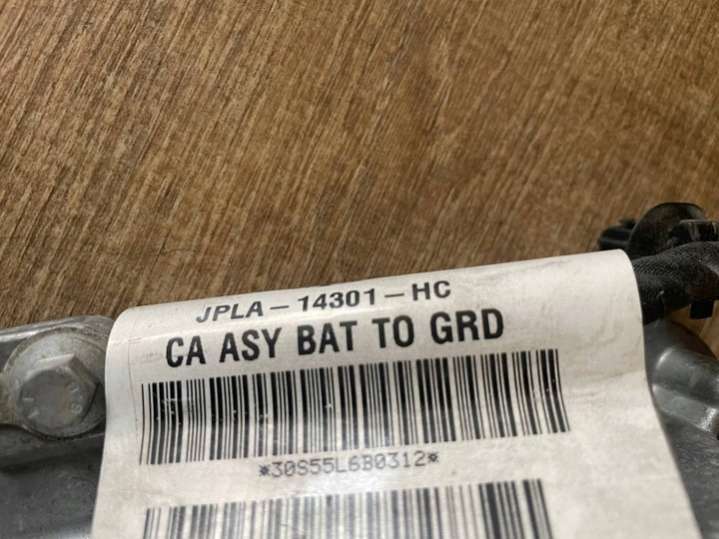 JPLA-14301-HC
CA ASY BAT TO GRD
*30S55L6B0312*